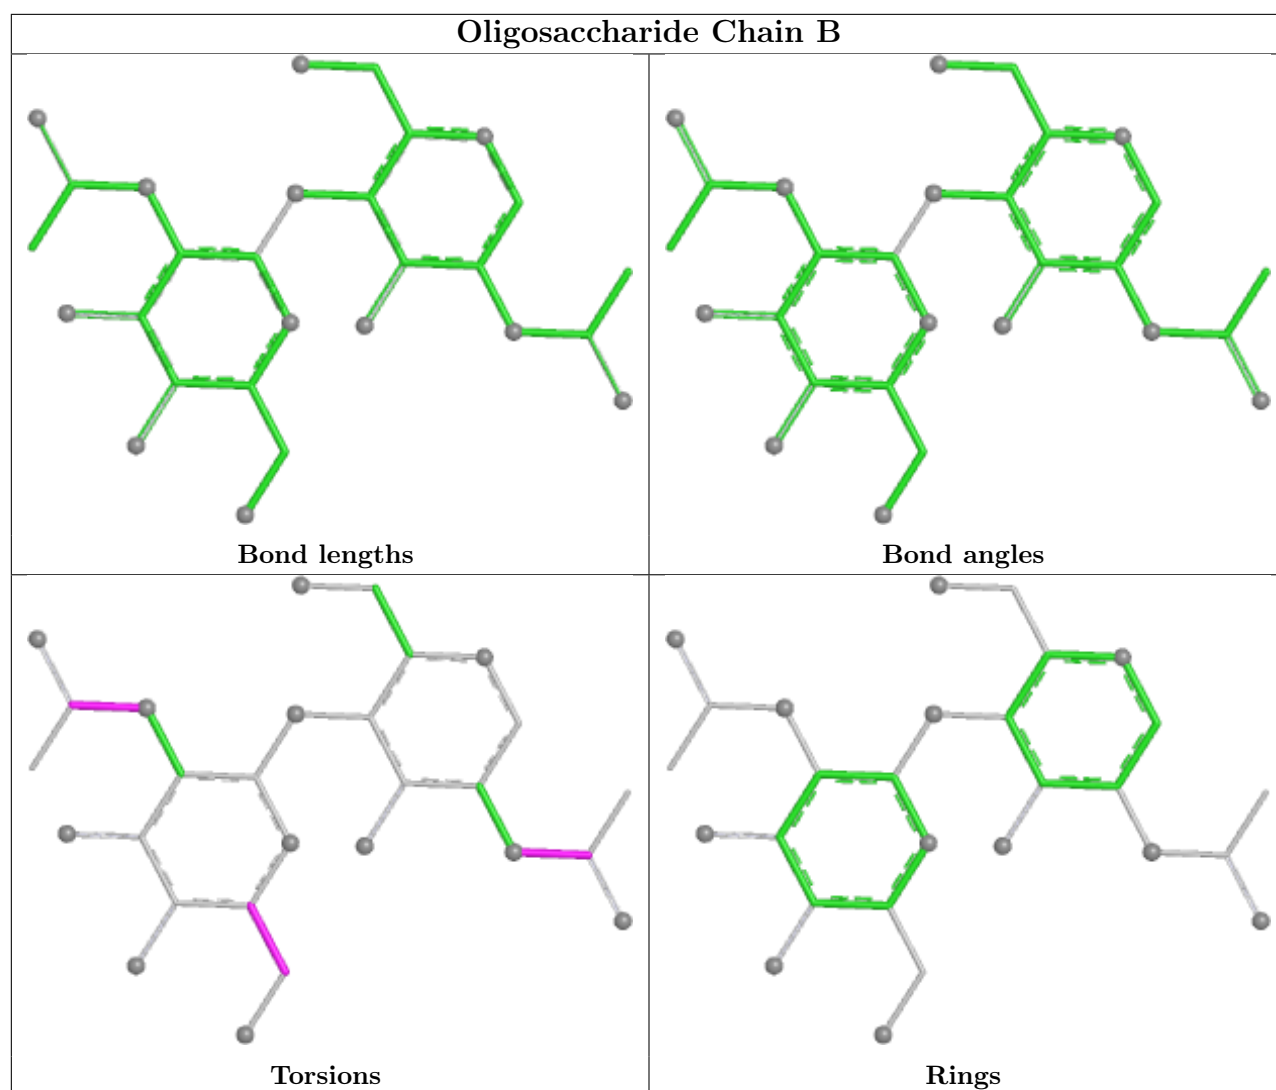 Oligosaccharide Chain B
Bond lengths
Bond angles
Torsions
Rings